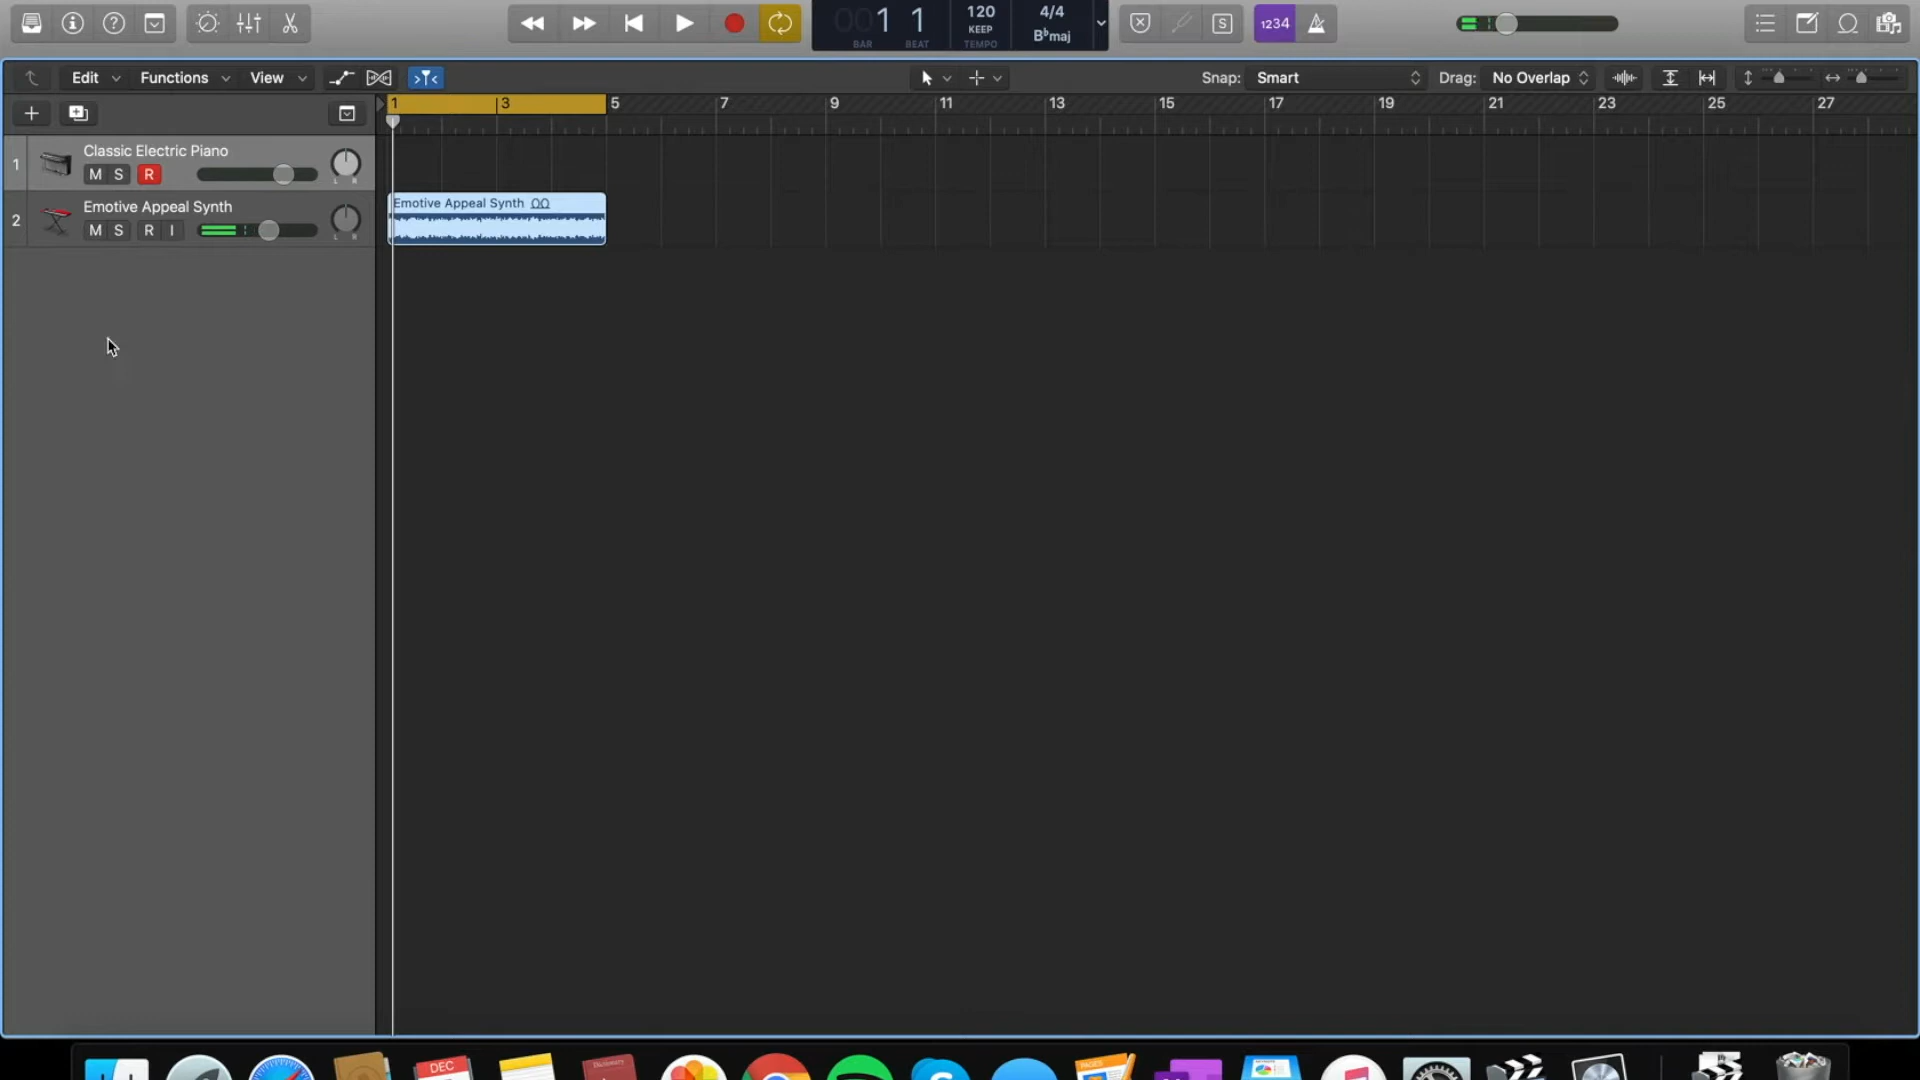 001 1
120
4/4
BAR
BEAT
KEEP
TEMPO
B♭maj
S
1234
Edit
Functions
View
Snap: Smart
Drag: No Overlap
1 3 5 7 9 11 13 15 17 19 21 23 25 27
1
Classic Electric Piano
M S R
L R
2
Emotive Appeal Synth
M S R I
L R
Emotive Appeal Synth
DEC
PAGES